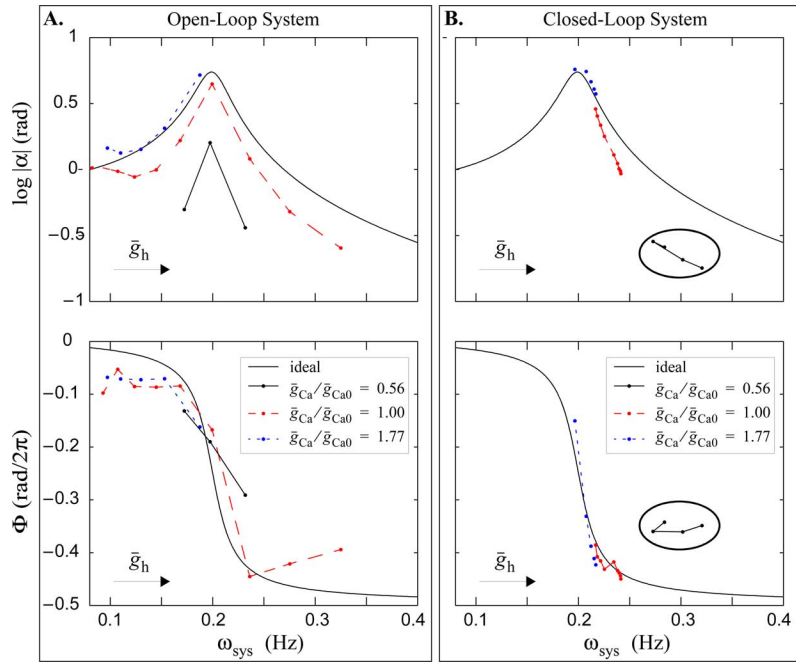 A. Open-Loop System
B. Closed-Loop System
log |α| (rad)
1
0.5
0
−0.5
−1
ḡh
ḡh
0
−0.1
−0.2
−0.3
−0.4
−0.5
Φ (rad/2π)
ideal
ḡCa/ḡCa0 = 0.56
ḡCa/ḡCa0 = 1.00
ḡCa/ḡCa0 = 1.77
ideal
ḡCa/ḡCa0 = 0.56
ḡCa/ḡCa0 = 1.00
ḡCa/ḡCa0 = 1.77
ḡh
ḡh
0.1 0.2 0.3 0.4
0.1 0.2 0.3 0.4
ωsys (Hz)
ωsys (Hz)